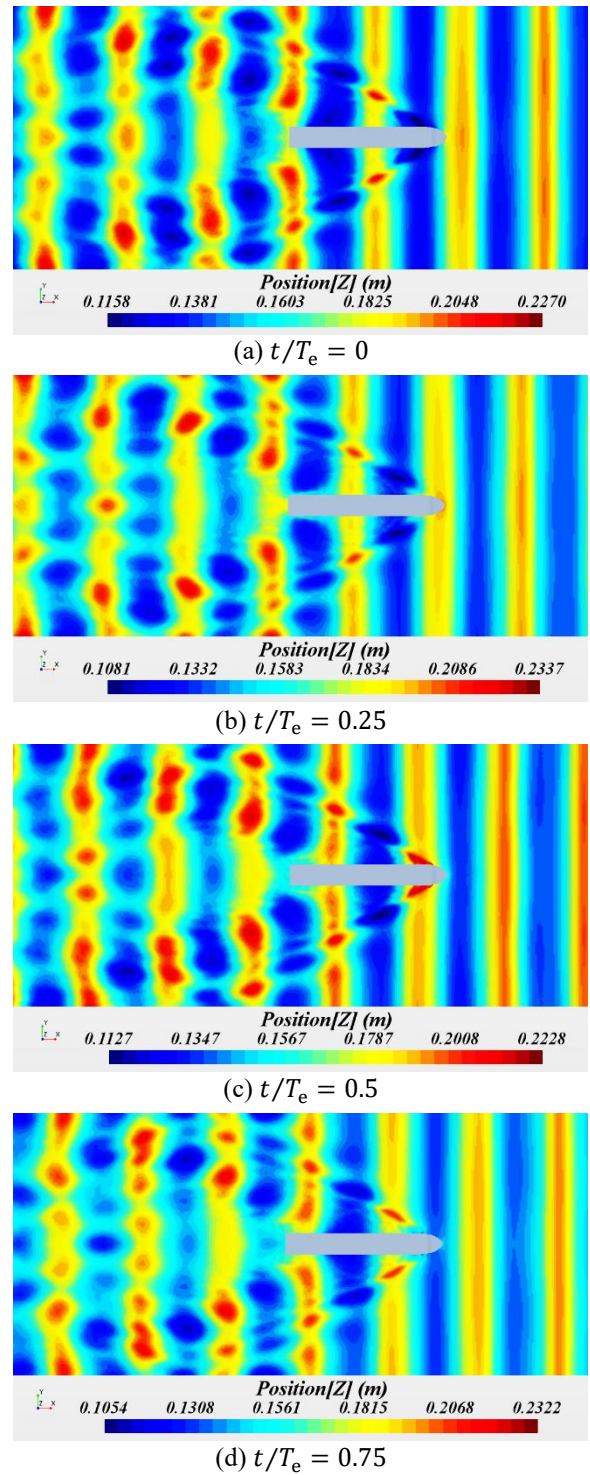 Y
Z X
Position[Z] (m)
0.1158 0.1381 0.1603 0.1825 0.2048 0.2270
(a) t/Tₑ = 0
Y
Z X
Position[Z] (m)
0.1081 0.1332 0.1583 0.1834 0.2086 0.2337
(b) t/Tₑ = 0.25
Y
Z X
Position[Z] (m)
0.1127 0.1347 0.1567 0.1787 0.2008 0.2228
(c) t/Tₑ = 0.5
Y
Z X
Position[Z] (m)
0.1054 0.1308 0.1561 0.1815 0.2068 0.2322
(d) t/Tₑ = 0.75